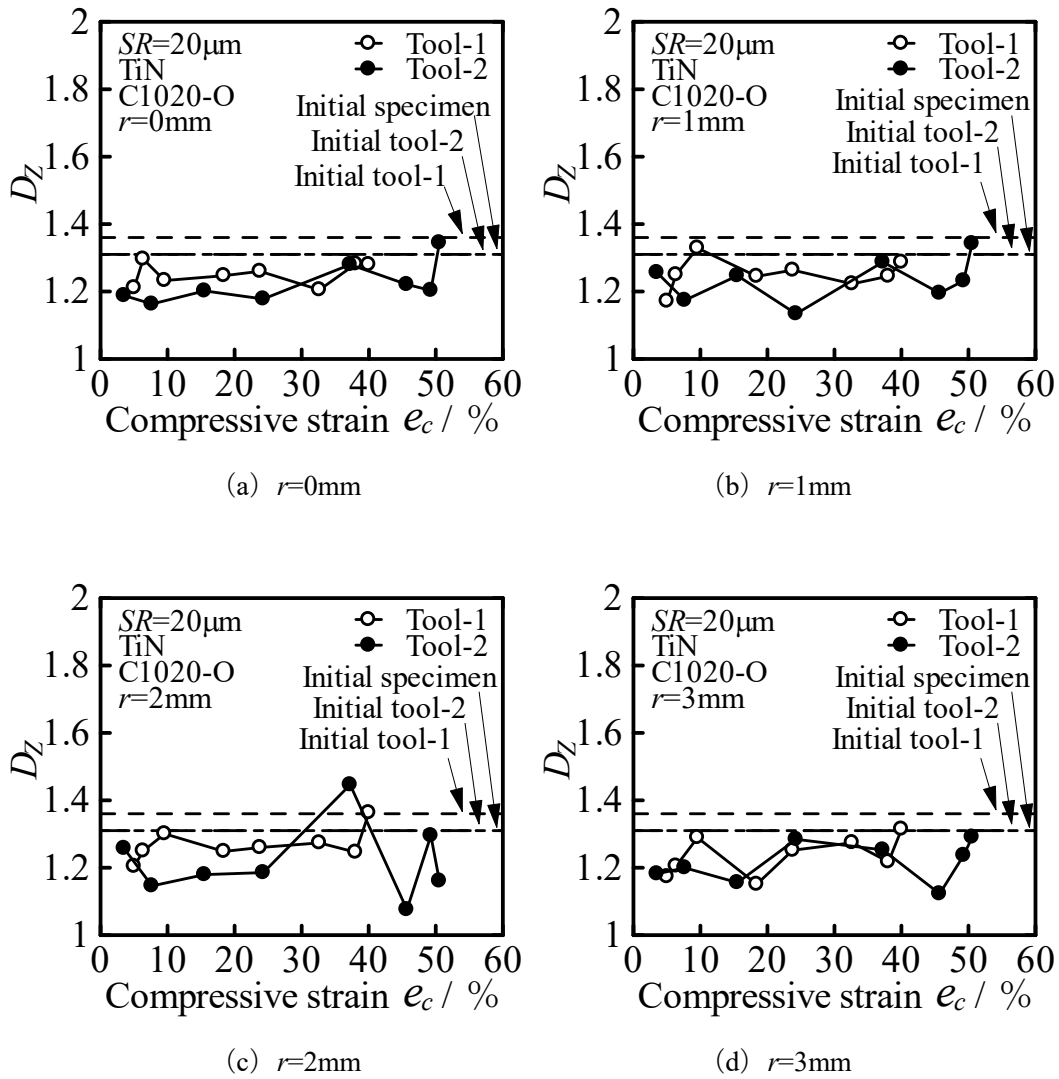 2
1.8
1.6
1.4
1.2
1
D_Z
SR=20μm
TiN
C1020-O
r=0mm
Tool-1
Tool-2
Initial specimen
Initial tool-2
Initial tool-1
0 10 20 30 40 50 60
Compressive strain e_c / %
(a) r=0mm
2
1.8
1.6
1.4
1.2
1
D_Z
SR=20μm
TiN
C1020-O
r=1mm
Tool-1
Tool-2
Initial specimen
Initial tool-2
Initial tool-1
0 10 20 30 40 50 60
Compressive strain e_c / %
(b) r=1mm
2
1.8
1.6
1.4
1.2
1
D_Z
SR=20μm
TiN
C1020-O
r=2mm
Tool-1
Tool-2
Initial specimen
Initial tool-2
Initial tool-1
0 10 20 30 40 50 60
Compressive strain e_c / %
(c) r=2mm
2
1.8
1.6
1.4
1.2
1
D_Z
SR=20μm
TiN
C1020-O
r=3mm
Tool-1
Tool-2
Initial specimen
Initial tool-2
Initial tool-1
0 10 20 30 40 50 60
Compressive strain e_c / %
(d) r=3mm